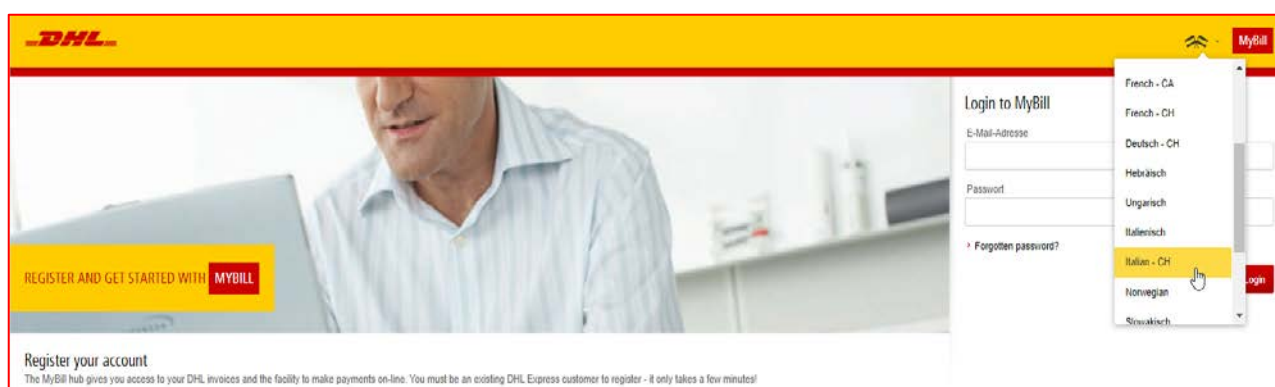 DHL
MyBill
French - CA
French - CH
Deutsch - CH
Hebräisch
Ungarisch
Italienisch
Italian - CH
Norwegian
Slowakisch
Login to MyBill
E-Mail-Adresse
Passwort
Forgotten password?
Login
REGISTER AND GET STARTED WITH MYBILL
Register your account
The MyBill hub gives you access to your DHL invoices and the facility to make payments on-line. You must be an existing DHL Express customer to register - it only takes a few minutes!